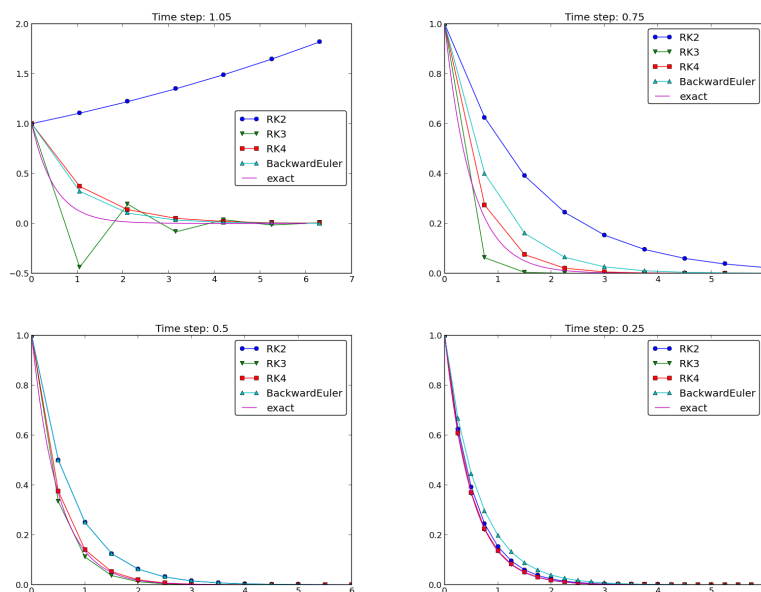 Time step: 1.05
2.0
1.5
1.0
0.5
0.0
−0.5
0 1 2 3 4 5 6 7
RK2
RK3
RK4
BackwardEuler
exact
Time step: 0.75
1.0
0.8
0.6
0.4
0.2
0.0
0 1 2 3 4 5
RK2
RK3
RK4
BackwardEuler
exact
Time step: 0.5
1.0
0.8
0.6
0.4
0.2
0.0
0 1 2 3 4 5 6
RK2
RK3
RK4
BackwardEuler
exact
Time step: 0.25
1.0
0.8
0.6
0.4
0.2
0.0
0 1 2 3 4 5
RK2
RK3
RK4
BackwardEuler
exact